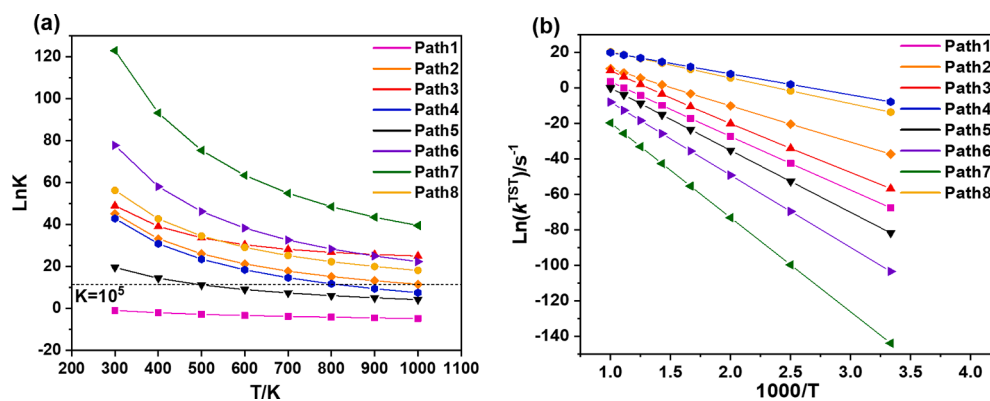 (a)
LnK
120
100
80
60
40
20
0
-20
K=10⁵
Path1
Path2
Path3
Path4
Path5
Path6
Path7
Path8
200 300 400 500 600 700 800 900 1000 1100
T/K
(b)
Ln(kᵀˢᵀ)/s⁻¹
20
0
-20
-40
-60
-80
-100
-120
-140
Path1
Path2
Path3
Path4
Path5
Path6
Path7
Path8
1.0 1.5 2.0 2.5 3.0 3.5 4.0
1000/T